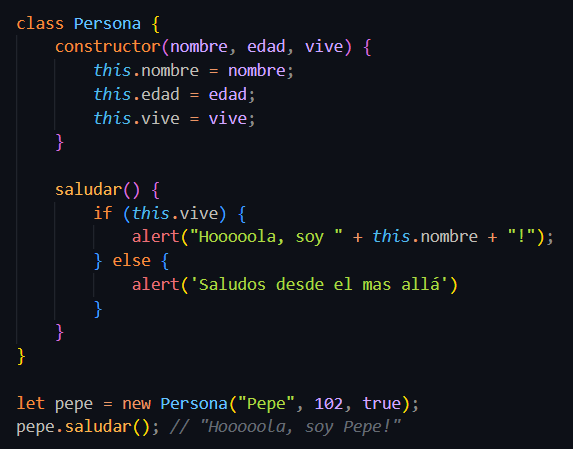 class Persona {
    constructor(nombre, edad, vive) {
        this.nombre = nombre;
        this.edad = edad;
        this.vive = vive;
    }

    saludar() {
        if (this.vive) {
            alert("Hooooola, soy " + this.nombre + "!");
        } else {
            alert('Saludos desde el mas allá')
        }
    }
}

let pepe = new Persona("Pepe", 102, true);
pepe.saludar(); // "Hooooola, soy Pepe!"